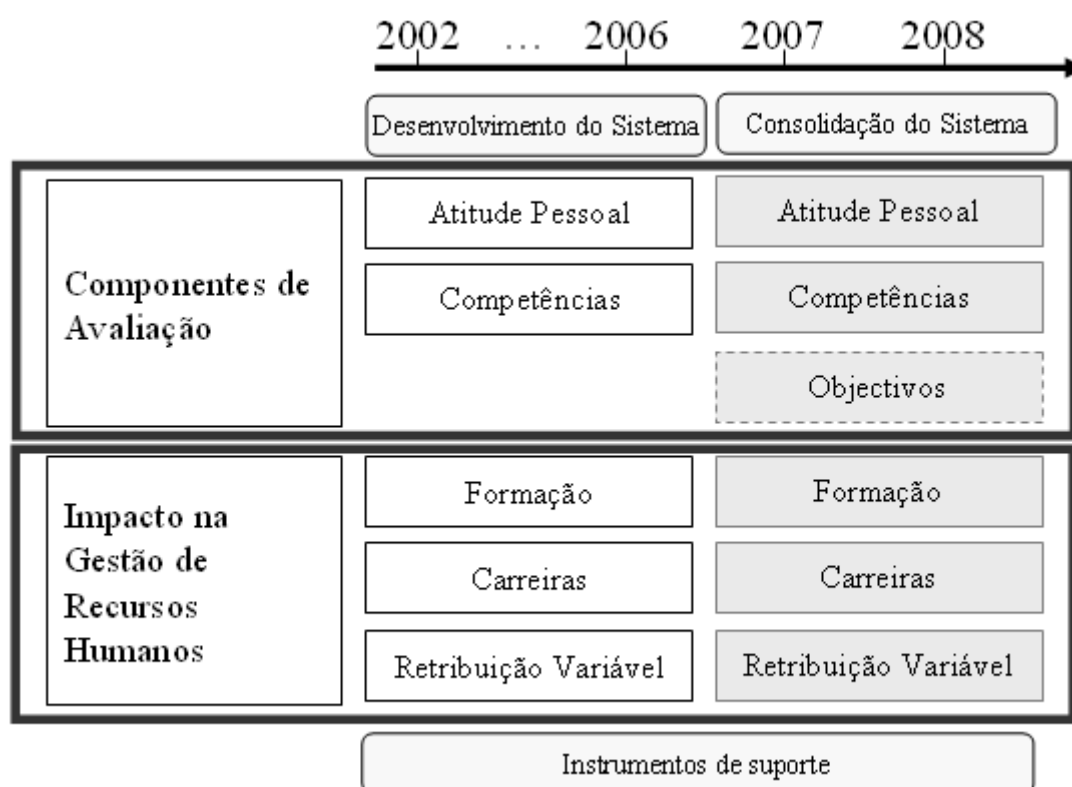 2002 ... 2006 2007 2008
Desenvolvimento do Sistema
Consolidação do Sistema
Componentes de
Avaliação
Atitude Pessoal
Atitude Pessoal
Competências
Competências
Objectivos
Impacto na
Gestão de
Recursos
Humanos
Formação
Formação
Carreiras
Carreiras
Retribuição Variável
Retribuição Variável
Instrumentos de suporte